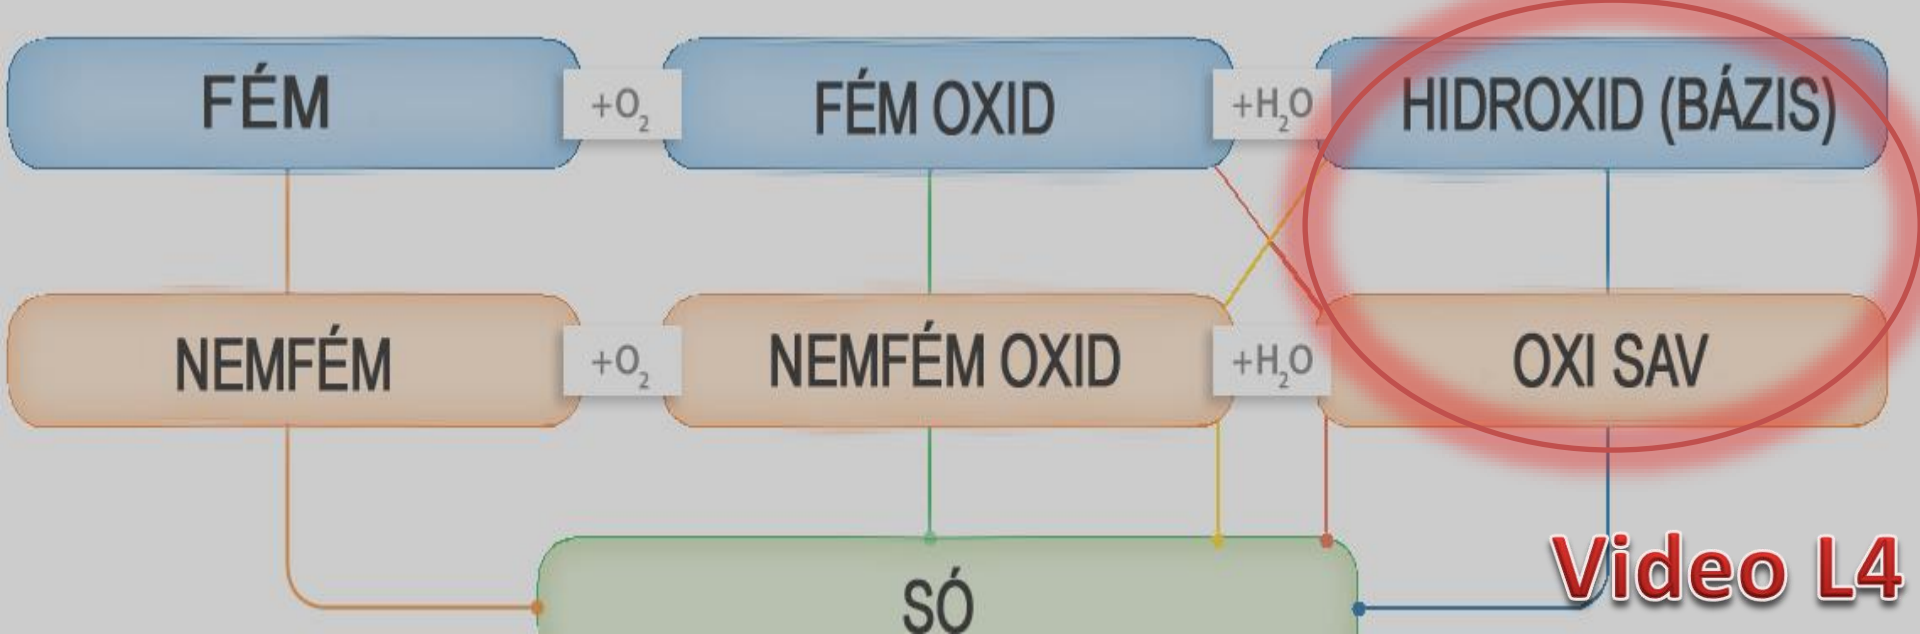 FÉM +O₂ FÉM OXID +H₂O HIDROXID (BÁZIS)
NEMFÉM +O₂ NEMFÉM OXID +H₂O OXI SAV
SÓ
Video L4